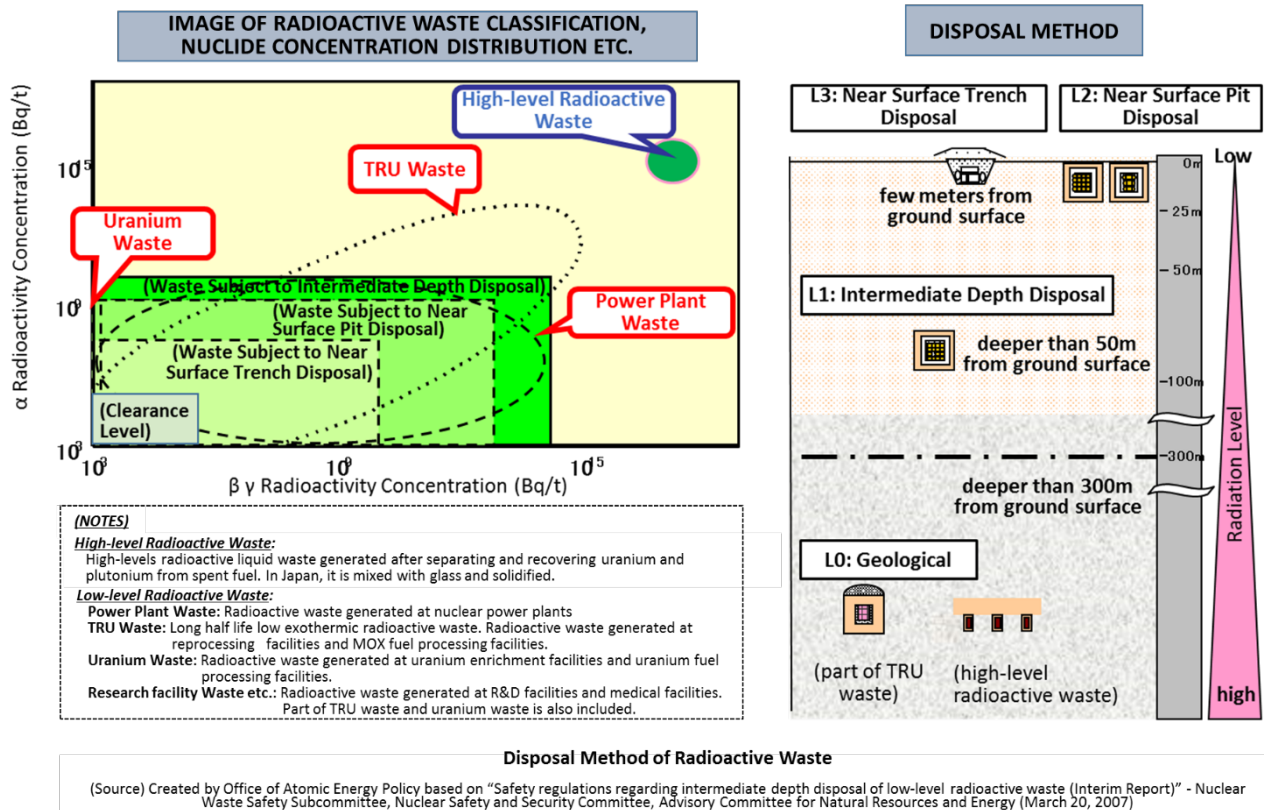 IMAGE OF RADIOACTIVE WASTE CLASSIFICATION,
NUCLIDE CONCENTRATION DISTRIBUTION ETC.
α Radioactivity Concentration (Bq/t)
High-level Radioactive
Waste
TRU Waste
Uranium
Waste
(Waste Subject to Intermediate Depth Disposal)
(Waste Subject to Near
Surface Pit Disposal)
Power Plant
Waste
(Waste Subject to Near
Surface Trench Disposal)
(Clearance
Level)
10^15
10^9
10^3
10^3
10^9
10^15
β γ Radioactivity Concentration (Bq/t)
(NOTES)
High-level Radioactive Waste:
High-levels radioactive liquid waste generated after separating and recovering uranium and
plutonium from spent fuel. In Japan, it is mixed with glass and solidified.
Low-level Radioactive Waste:
Power Plant Waste: Radioactive waste generated at nuclear power plants
TRU Waste: Long half life low exothermic radioactive waste. Radioactive waste generated at
reprocessing facilities and MOX fuel processing facilities.
Uranium Waste: Radioactive waste generated at uranium enrichment facilities and uranium fuel
processing facilities.
Research facility Waste etc.: Radioactive waste generated at R&D facilities and medical facilities.
Part of TRU waste and uranium waste is also included.
DISPOSAL METHOD
L3: Near Surface Trench
Disposal
L2: Near Surface Pit
Disposal
few meters from
ground surface
L1: Intermediate Depth Disposal
deeper than 50m
from ground surface
deeper than 300m
from ground surface
L0: Geological
(part of TRU
waste)
(high-level
radioactive waste)
0m
-25m
-50m
-100m
-300m
Low
Radiation Level
high
Disposal Method of Radioactive Waste
(Source) Created by Office of Atomic Energy Policy based on “Safety regulations regarding intermediate depth disposal of low-level radioactive waste (Interim Report)” - Nuclear
Waste Safety Subcommittee, Nuclear Safety and Security Committee, Advisory Committee for Natural Resources and Energy (March 20, 2007)